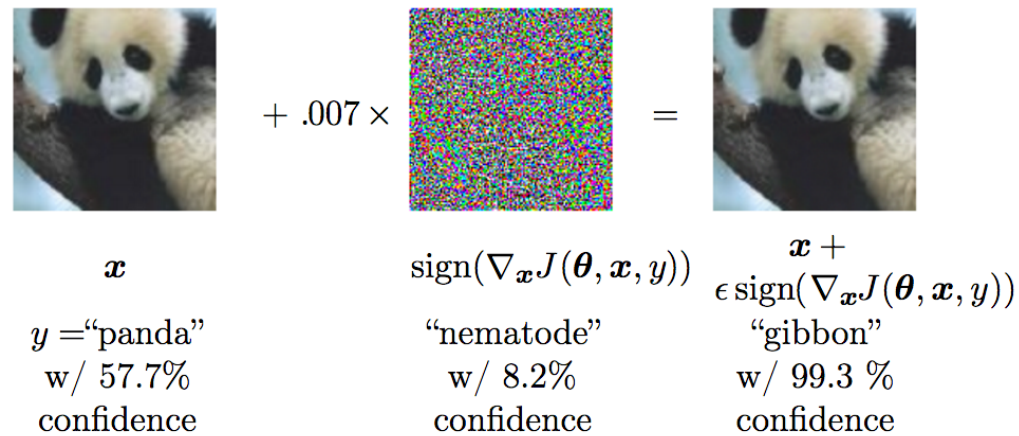 + .007 ×
=
x
sign(∇ₓJ(θ, x, y))
x +
ϵ sign(∇ₓJ(θ, x, y))
y =“panda”
“nematode”
“gibbon”
w/ 57.7%
w/ 8.2%
w/ 99.3 %
confidence
confidence
confidence